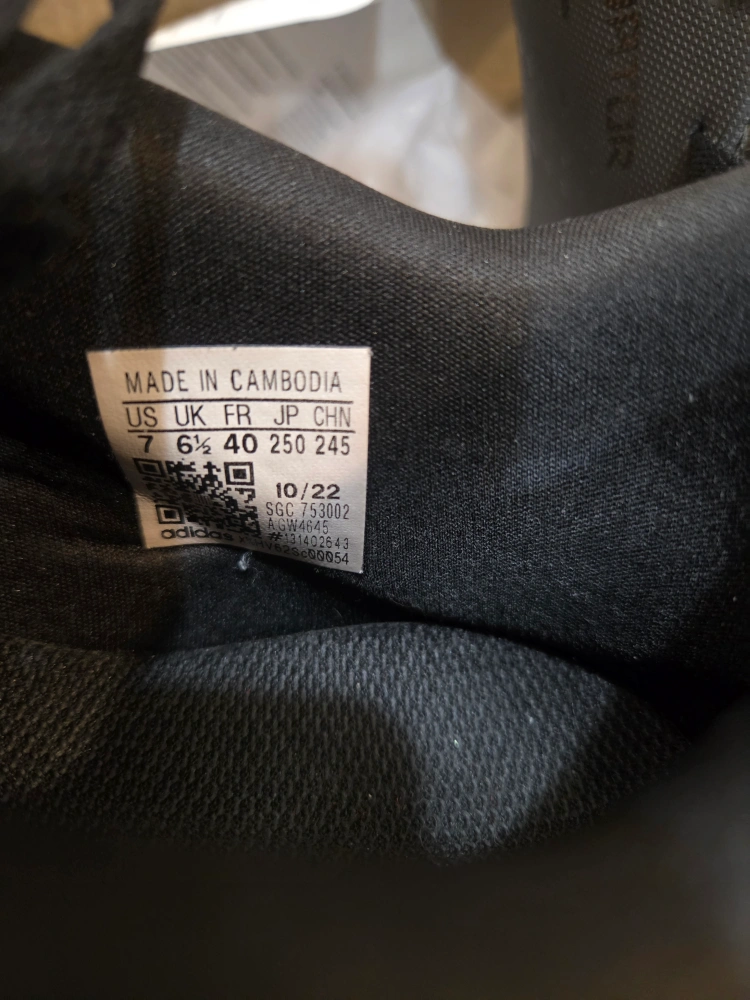 MADE IN CAMBODIA
US UK FR JP CHN
7 6½ 40 250 245
10/22
SGC 753002
AGW4645
#131402643
adidas